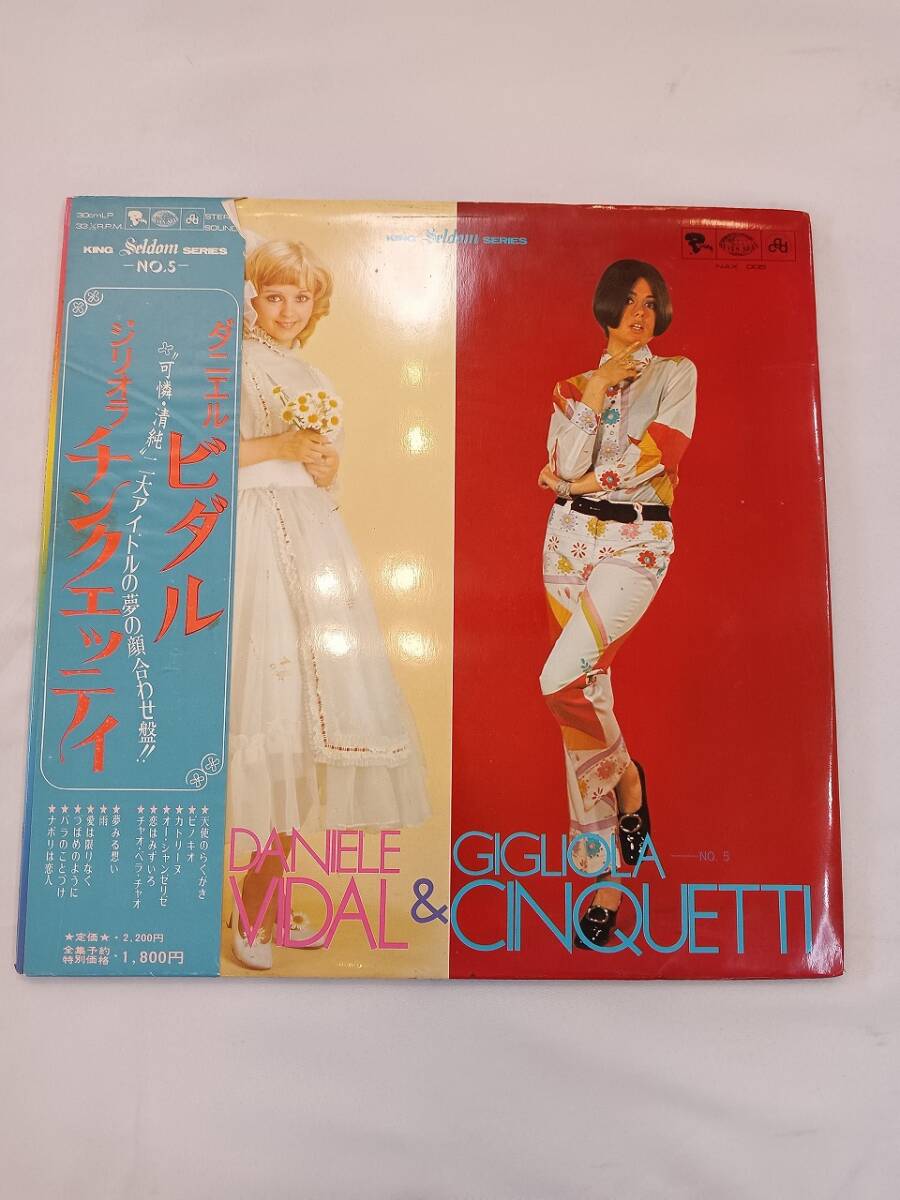 30cmLP
33⅓R.P.M.
KING Seldom SERIES
-NO.5-
ダニエル ビダル
"可憐・清純"二大アイドルの夢の顔合わせ盤!!
ジリオラ チンクエッティ
★天使のらくがき
★ピノキオ
★カトリーヌ
★オー・シャンゼリゼ
★恋はみずいろ
★チャオ・ベラ・チャオ
★夢みる想い
★雨
★愛は限りなく
★つばめのように
★バラのことづけ
★ナポリは恋人
★定価★・2,200円
全集予約
特別価格・1,800円
KING Seldom SERIES
NAX 005
DANIELE
VIDAL &
GIGLIOLA —NO. 5
CINQUETTI